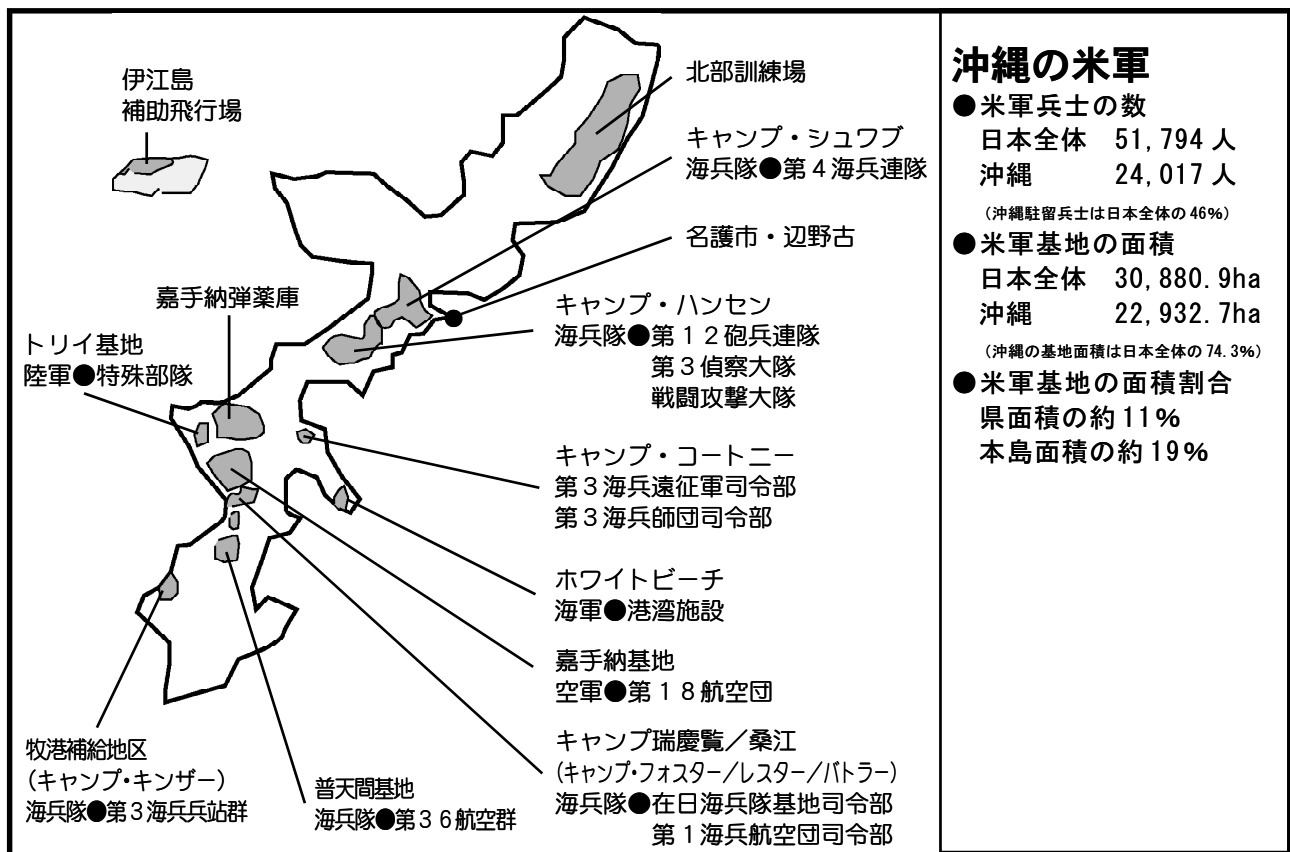 伊江島
補助飛行場
北部訓練場
キャンプ・シュワブ
海兵隊●第4海兵連隊
名護市・辺野古
嘉手納弾薬庫
キャンプ・ハンセン
海兵隊●第12砲兵連隊
第3偵察大隊
戦闘攻撃大隊
トリイ基地
陸軍●特殊部隊
キャンプ・コートニー
第3海兵遠征軍司令部
第3海兵師団司令部
ホワイトビーチ
海軍●港湾施設
嘉手納基地
空軍●第18航空団
キャンプ瑞慶覧／桑江
(キャンプ・フォスター／レスター／バトラー)
海兵隊●在日海兵隊基地司令部
第1海兵航空団司令部
牧港補給地区
(キャンプ・キンザー)
海兵隊●第3海兵兵站群
普天間基地
海兵隊●第36航空群
沖縄の米軍
●米軍兵士の数
日本全体 51,794人
沖縄 24,017人
(沖縄駐留兵士は日本全体の46%)
●米軍基地の面積
日本全体 30,880.9ha
沖縄 22,932.7ha
(沖縄の基地面積は日本全体の74.3%)
●米軍基地の面積割合
県面積の約11%
本島面積の約19%